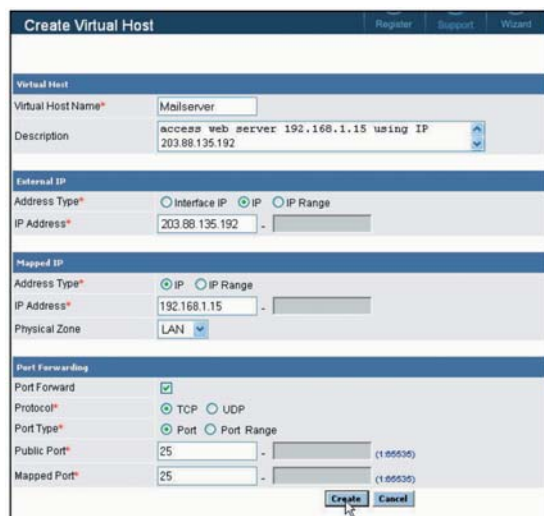 Create Virtual Host
Register Support Wizard
Virtual Host
Virtual Host Name* Mailserver
Description access web server 192.168.1.15 using IP
203.88.135.192
External IP
Address Type* Interface IP IP IP Range
IP Address* 203.88.135.192 -
Mapped IP
Address Type* IP IP Range
IP Address* 192.168.1.15 -
Physical Zone LAN
Port Forwarding
Port Forward
Protocol* TCP UDP
Port Type* Port Port Range
Public Port* 25 - (1:65535)
Mapped Port* 25 - (1:65535)
Create Cancel